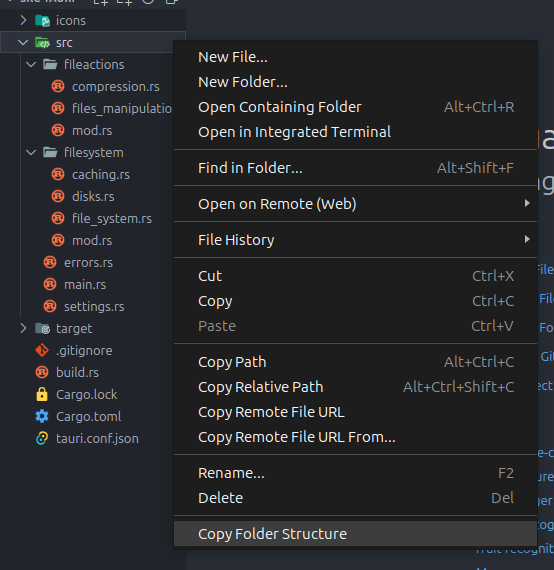 icons
src
fileactions
compression.rs
mod.rs
filesystem
caching.rs
disks.rs
file_system.rs
mod.rs
errors.rs
main.rs
settings.rs
target
.gitignore
build.rs
Cargo.lock
Cargo.toml
tauri.conf.json
New File...
New Folder...
Open Containing Folder Alt+Ctrl+R
Open in Integrated Terminal
Find in Folder... Alt+Shift+F
Open on Remote (Web)
File History
Cut Ctrl+X
Copy Ctrl+C
Paste Ctrl+V
Copy Path Alt+Ctrl+C
Copy Relative Path Alt+Ctrl+Shift+C
Copy Remote File URL
Copy Remote File URL From...
Rename... F2
Delete Del
Copy Folder Structure